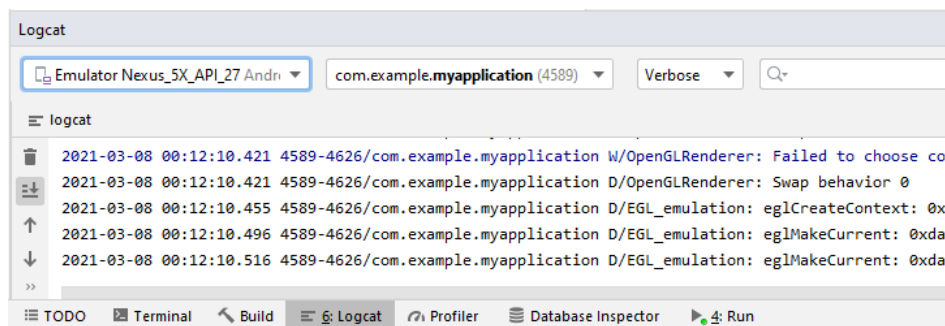 Logcat
Emulator Nexus_5X_API_27 Andr com.example.myapplication (4589) Verbose
logcat
2021-03-08 00:12:10.421 4589-4626/com.example.myapplication W/OpenGLRenderer: Failed to choose co
2021-03-08 00:12:10.421 4589-4626/com.example.myapplication D/OpenGLRenderer: Swap behavior 0
2021-03-08 00:12:10.455 4589-4626/com.example.myapplication D/EGL_emulation: eglCreateContext: 0x
2021-03-08 00:12:10.496 4589-4626/com.example.myapplication D/EGL_emulation: eglMakeCurrent: 0xda
2021-03-08 00:12:10.516 4589-4626/com.example.myapplication D/EGL_emulation: eglMakeCurrent: 0xda
TODO Terminal Build 6: Logcat Profiler Database Inspector 4: Run